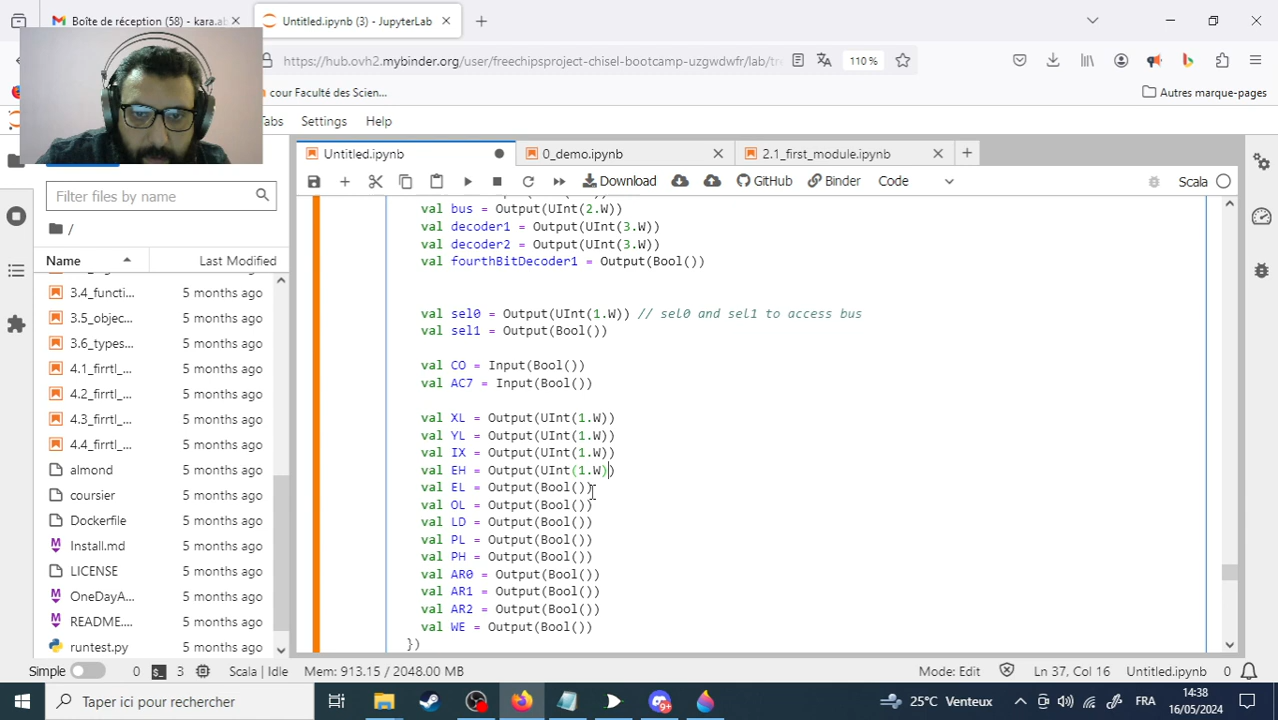 Boîte de réception (58) - kara.ab
Untitled.ipynb (3) - JupyterLab
https://hub.ovh2.mybinder.org/user/freechipsproject-chisel-bootcamp-uzgwdwfr/lab/tre
110 %
cour Faculté des Scien...
Autres marque-pages
Tabs Settings Help
Untitled.ipynb
0_demo.ipynb
2.1_first_module.ipynb
Download GitHub Binder Code Scala
Filter files by name
/
Name Last Modified
3.4_functi... 5 months ago
3.5_objec... 5 months ago
3.6_types... 5 months ago
4.1_firrtl_... 5 months ago
4.2_firrtl_... 5 months ago
4.3_firrtl_... 5 months ago
4.4_firrtl_... 5 months ago
almond 5 months ago
coursier 5 months ago
Dockerfile 5 months ago
Install.md 5 months ago
LICENSE 5 months ago
OneDayA... 5 months ago
README.... 5 months ago
runtest.py 5 months ago
val bus = Output(UInt(2.W))
val decoder1 = Output(UInt(3.W))
val decoder2 = Output(UInt(3.W))
val fourthBitDecoder1 = Output(Bool())
val sel0 = Output(UInt(1.W)) // sel0 and sel1 to access bus
val sel1 = Output(Bool())
val CO = Input(Bool())
val AC7 = Input(Bool())
val XL = Output(UInt(1.W))
val YL = Output(UInt(1.W))
val IX = Output(UInt(1.W))
val EH = Output(UInt(1.W))
val EL = Output(Bool())
val OL = Output(Bool())
val LD = Output(Bool())
val PL = Output(Bool())
val PH = Output(Bool())
val AR0 = Output(Bool())
val AR1 = Output(Bool())
val AR2 = Output(Bool())
val WE = Output(Bool())
})
Simple 0 3 Scala | Idle Mem: 913.15 / 2048.00 MB Mode: Edit Ln 37, Col 16 Untitled.ipynb 0
Taper ici pour rechercher
25°C Venteux
FRA
14:38
16/05/2024